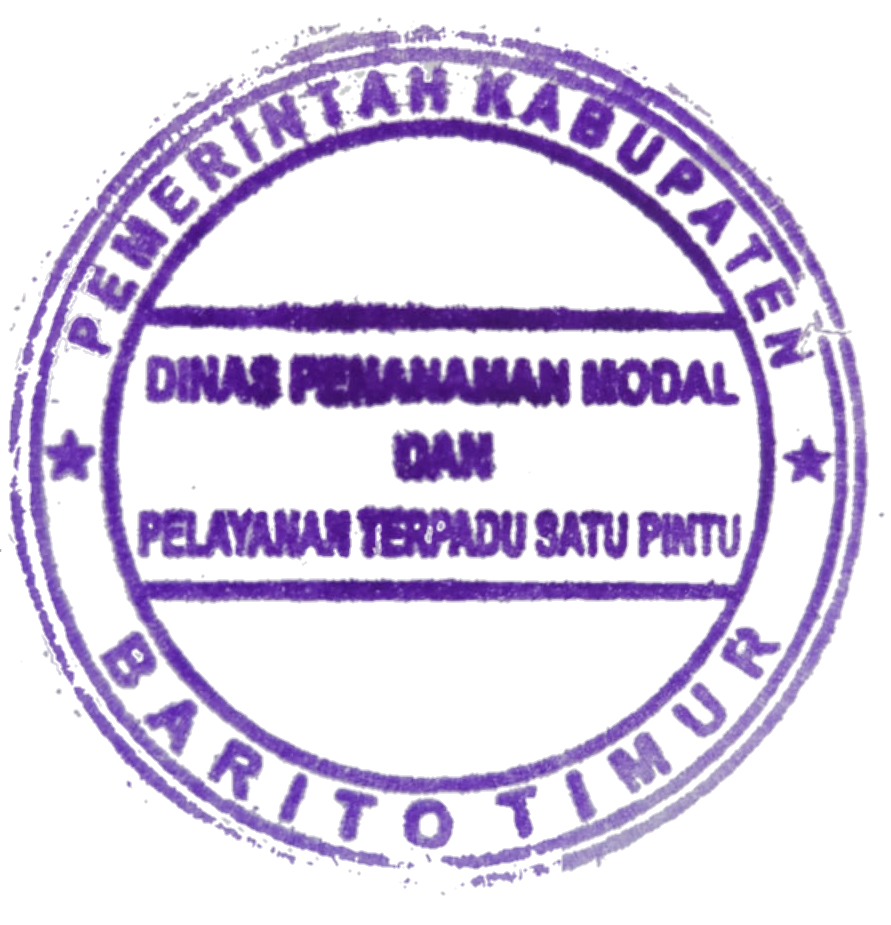 PEMERINTAH KABUPATEN
DINAS PENANAMAN MODAL
DAN
PELAYANAN TERPADU SATU PINTU
BARITO TIMUR